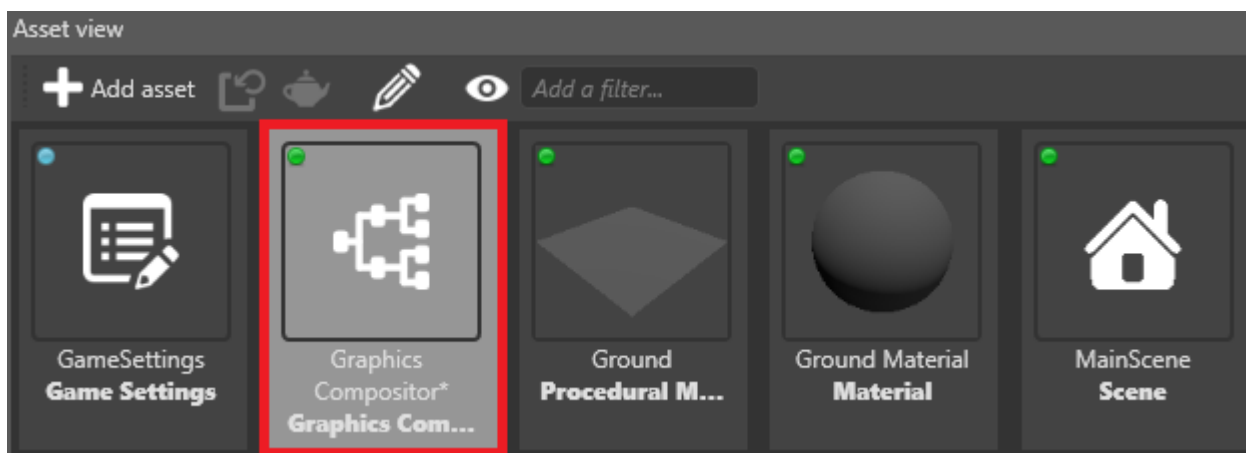 Asset view
Add asset
Add a filter...
GameSettings
Game Settings
Graphics
Compositor*
Graphics Com...
Ground
Procedural M...
Ground Material
Material
MainScene
Scene